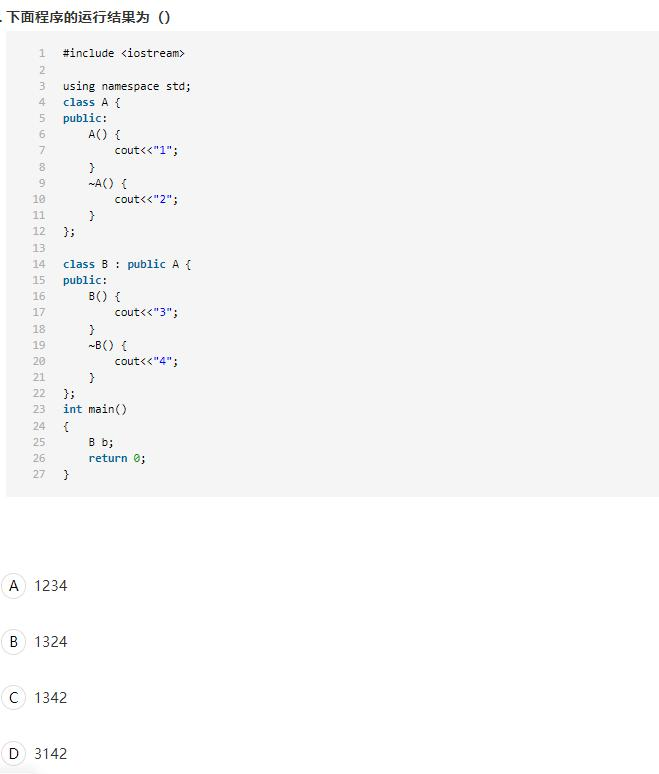 . 下面程序的运行结果为（）
1 #include <iostream>
2
3 using namespace std;
4 class A {
5 public:
6     A() {
7         cout<<"1";
8     }
9     ~A() {
10         cout<<"2";
11     }
12 };
13
14 class B : public A {
15 public:
16     B() {
17         cout<<"3";
18     }
19     ~B() {
20         cout<<"4";
21     }
22 };
23 int main()
24 {
25     B b;
26     return 0;
27 }
A 1234
B 1324
C 1342
D 3142